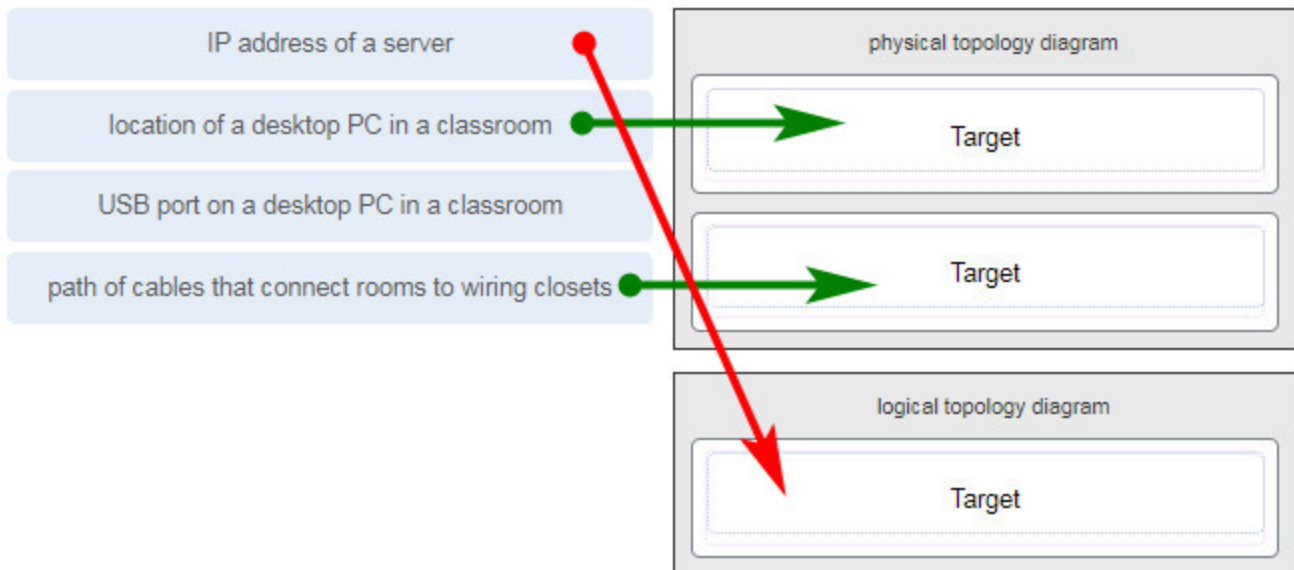 IP address of a server
location of a desktop PC in a classroom
USB port on a desktop PC in a classroom
path of cables that connect rooms to wiring closets
physical topology diagram
Target
Target
logical topology diagram
Target